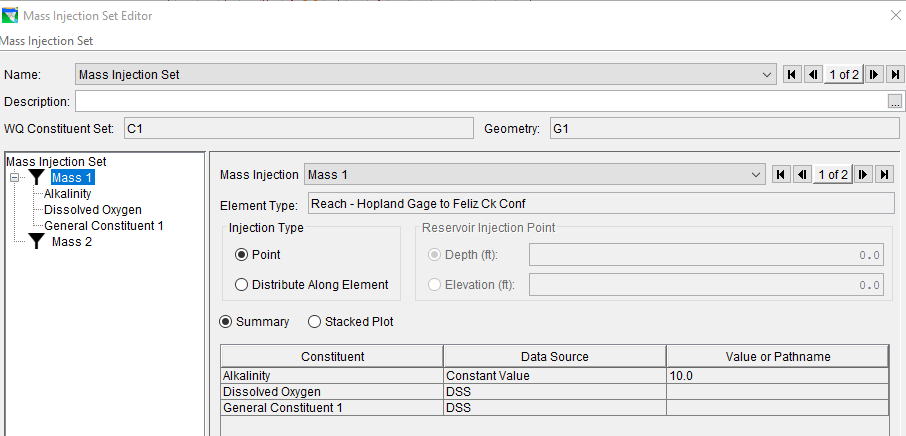 Mass Injection Set Editor
Mass Injection Set
Name: Mass Injection Set 1 of 2
Description: ...
WQ Constituent Set: C1 Geometry: G1
Mass Injection Set
Mass 1
Alkalinity
Dissolved Oxygen
General Constituent 1
Mass 2
Mass Injection Mass 1 1 of 2
Element Type: Reach - Hopland Gage to Feliz Ck Conf
Injection Type
Point
Distribute Along Element
Reservoir Injection Point
Depth (ft): 0.0
Elevation (ft): 0.0
Summary Stacked Plot
Constituent Data Source Value or Pathname
Alkalinity Constant Value 10.0
Dissolved Oxygen DSS
General Constituent 1 DSS